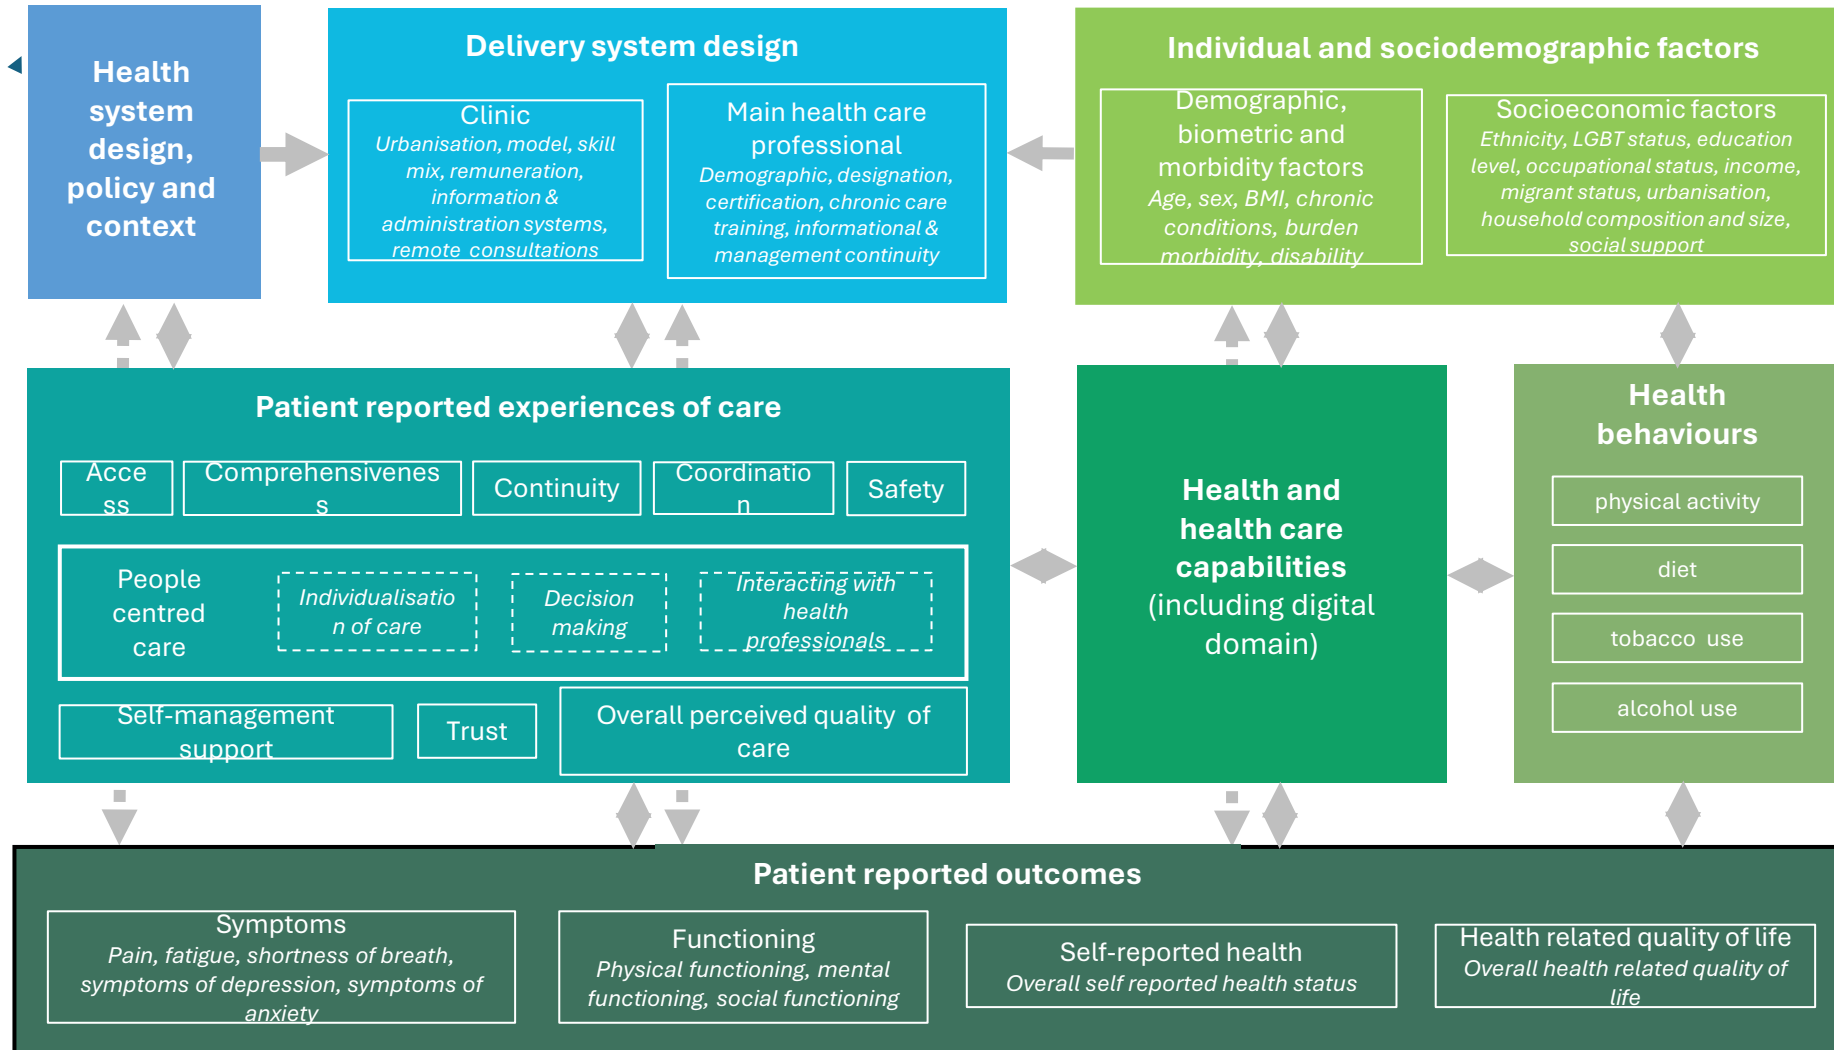 Health
system
design,
policy and
context
Delivery system design
Clinic
Urbanisation, model, skill
mix, remuneration,
information &
administration systems,
remote consultations
Main health care
professional
Demographic, designation,
certification, chronic care
training, informational &
management continuity
Individual and sociodemographic factors
Demographic,
biometric and
morbidity factors
Age, sex, BMI, chronic
conditions, burden
morbidity, disability
Socioeconomic factors
Ethnicity, LGBT status, education
level, occupational status, income,
migrant status, urbanisation,
household composition and size,
social support
Patient reported experiences of care
Acce
ss
Comprehensivenes
s
Continuity
Coordinatio
n
Safety
People
centred
care
Individualisatio
n of care
Decision
making
Interacting with
health
professionals
Self-management
support
Trust
Overall perceived quality of
care
Health and
health care
capabilities
(including digital
domain)
Health
behaviours
physical activity
diet
tobacco use
alcohol use
Patient reported outcomes
Symptoms
Pain, fatigue, shortness of breath,
symptoms of depression, symptoms of
anxiety
Functioning
Physical functioning, mental
functioning, social functioning
Self-reported health
Overall self reported health status
Health related quality of life
Overall health related quality of
life